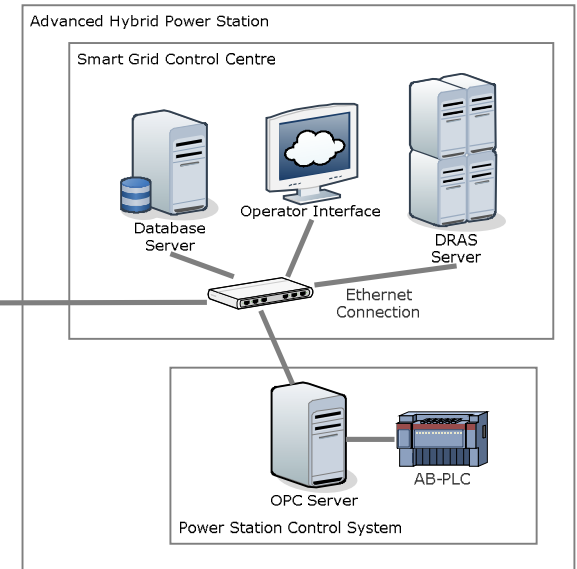 Advanced Hybrid Power Station
Smart Grid Control Centre
Operator Interface
Database
Server
DRAS
Server
Ethernet
Connection
AB-PLC
OPC Server
Power Station Control System